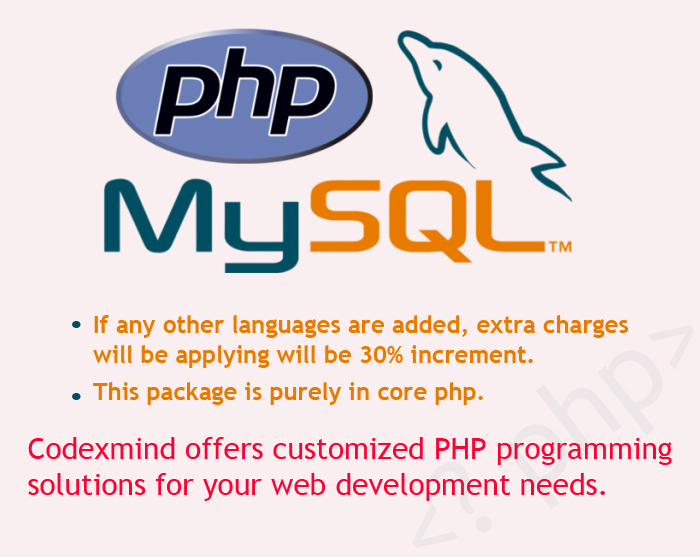 php
MySQL™
• If any other languages are added, extra charges
will be applying will be 30% increment.
• This package is purely in core php.
Codexmind offers customized PHP programming
solutions for your web development needs.
<? php>